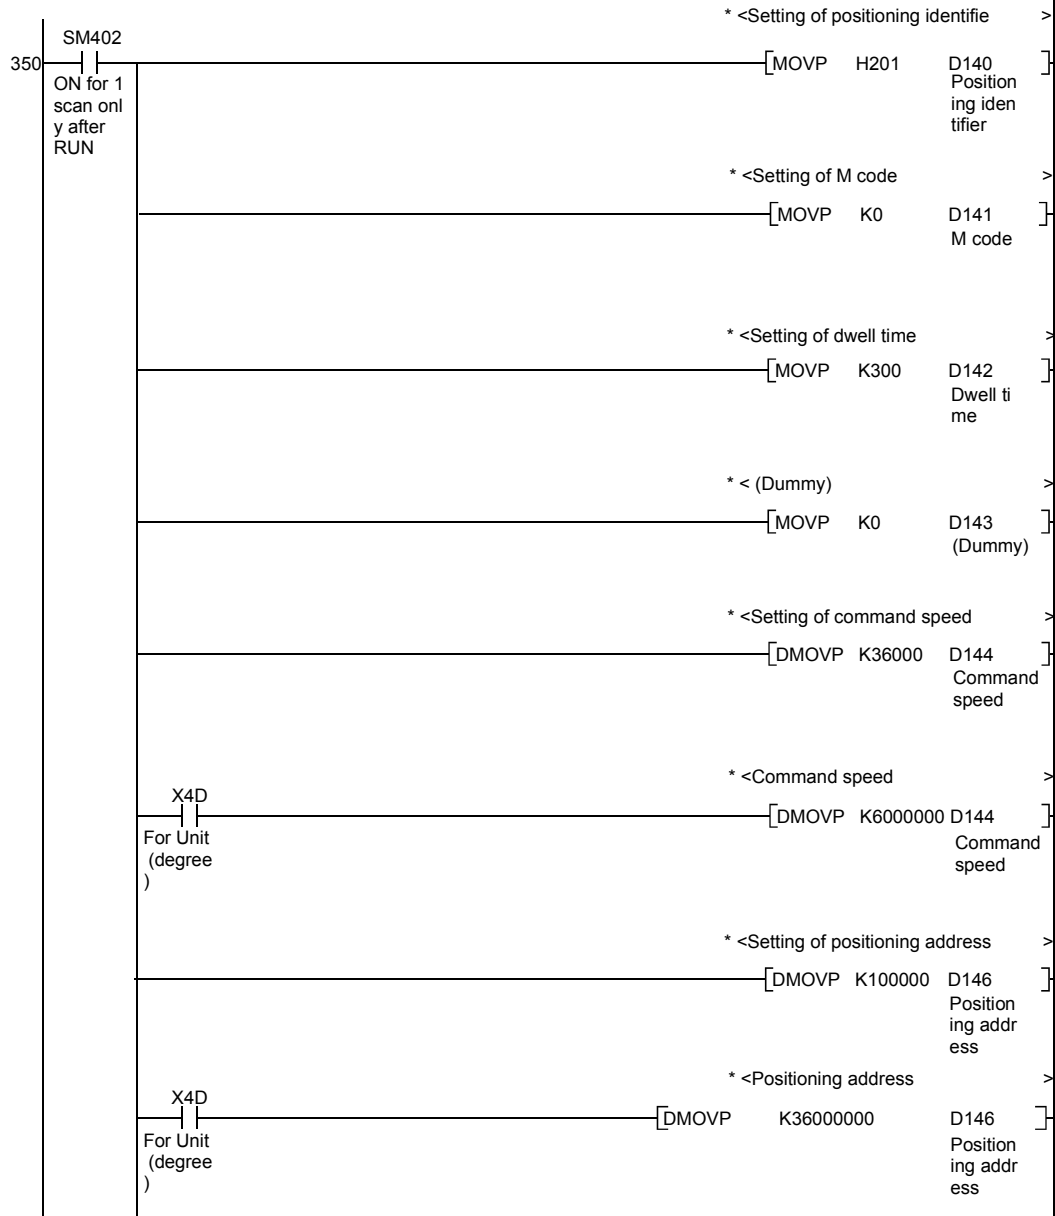 * <Setting of positioning identifie >
SM402
350
[MOVP H201 D140 ]
ON for 1
scan onl
y after
RUN
Position
ing iden
tifier
* <Setting of M code >
[MOVP K0 D141 ]
M code
* <Setting of dwell time >
[MOVP K300 D142 ]
Dwell ti
me
* < (Dummy) >
[MOVP K0 D143 ]
(Dummy)
* <Setting of command speed >
[DMOVP K36000 D144 ]
Command
speed
* <Command speed >
X4D
[DMOVP K6000000 D144 ]
For Unit
(degree
)
Command
speed
* <Setting of positioning address >
[DMOVP K100000 D146 ]
Position
ing addr
ess
* <Positioning address >
X4D
[DMOVP K36000000 D146 ]
For Unit
(degree
)
Position
ing addr
ess